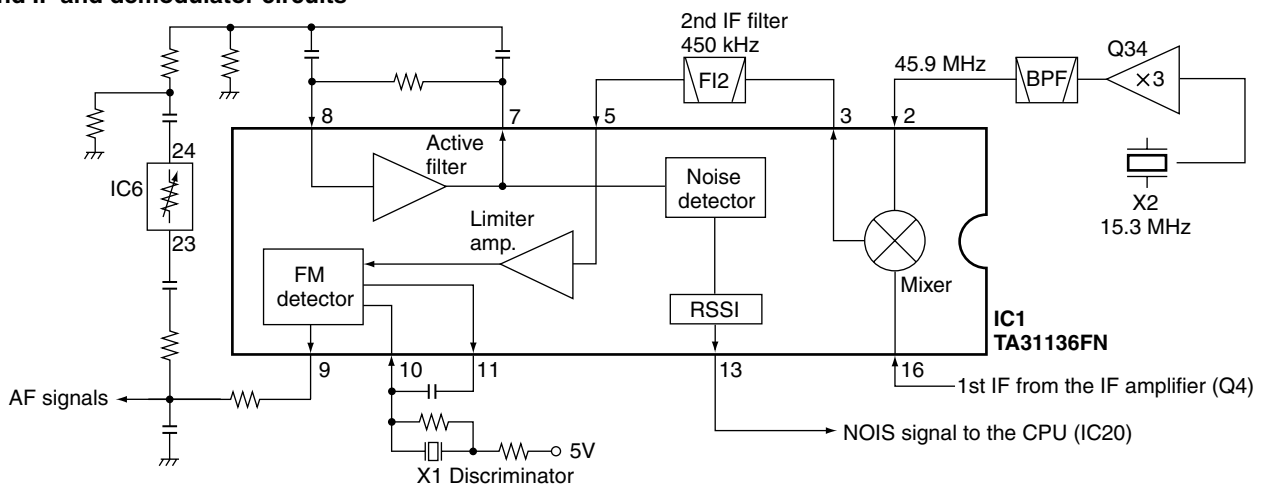 nd IF and demodulator circuits
2nd IF filter
450 kHz
Q34
45.9 MHz
BPF
×3
FI2
8
7
5
3
2
24
Active
filter
IC6
Noise
detector
X2
15.3 MHz
23
Limiter
amp.
FM
detector
Mixer
RSSI
IC1
TA31136FN
9
10
11
13
16
AF signals
1st IF from the IF amplifier (Q4)
NOIS signal to the CPU (IC20)
5V
X1 Discriminator